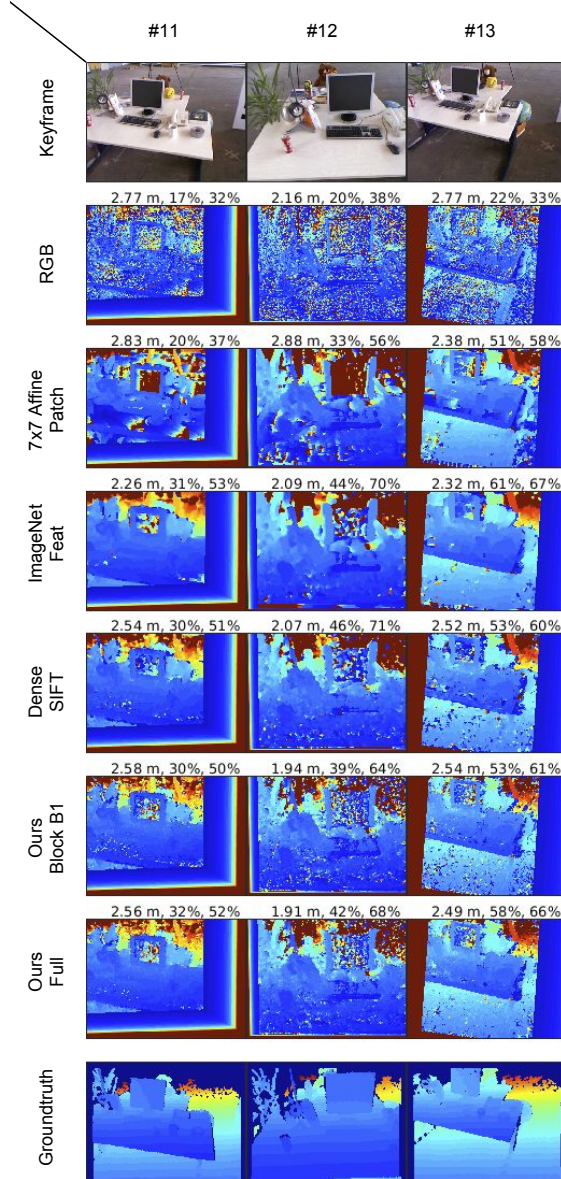 #11 #12 #13
Keyframe
2.77 m, 17%, 32% 2.16 m, 20%, 38% 2.77 m, 22%, 33%
RGB
2.83 m, 20%, 37% 2.88 m, 33%, 56% 2.38 m, 51%, 58%
7x7 Affine
Patch
2.26 m, 31%, 53% 2.09 m, 44%, 70% 2.32 m, 61%, 67%
ImageNet
Feat
2.54 m, 30%, 51% 2.07 m, 46%, 71% 2.52 m, 53%, 60%
Dense
SIFT
2.58 m, 30%, 50% 1.94 m, 39%, 64% 2.54 m, 53%, 61%
Ours
Block B1
2.56 m, 32%, 52% 1.91 m, 42%, 68% 2.49 m, 58%, 66%
Ours
Full
Groundtruth